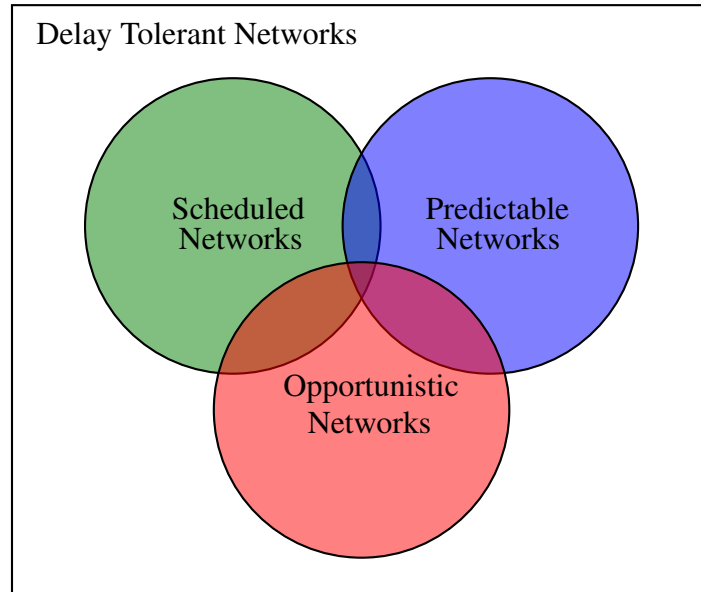 Delay Tolerant Networks
Scheduled
Networks
Predictable
Networks
Opportunistic
Networks